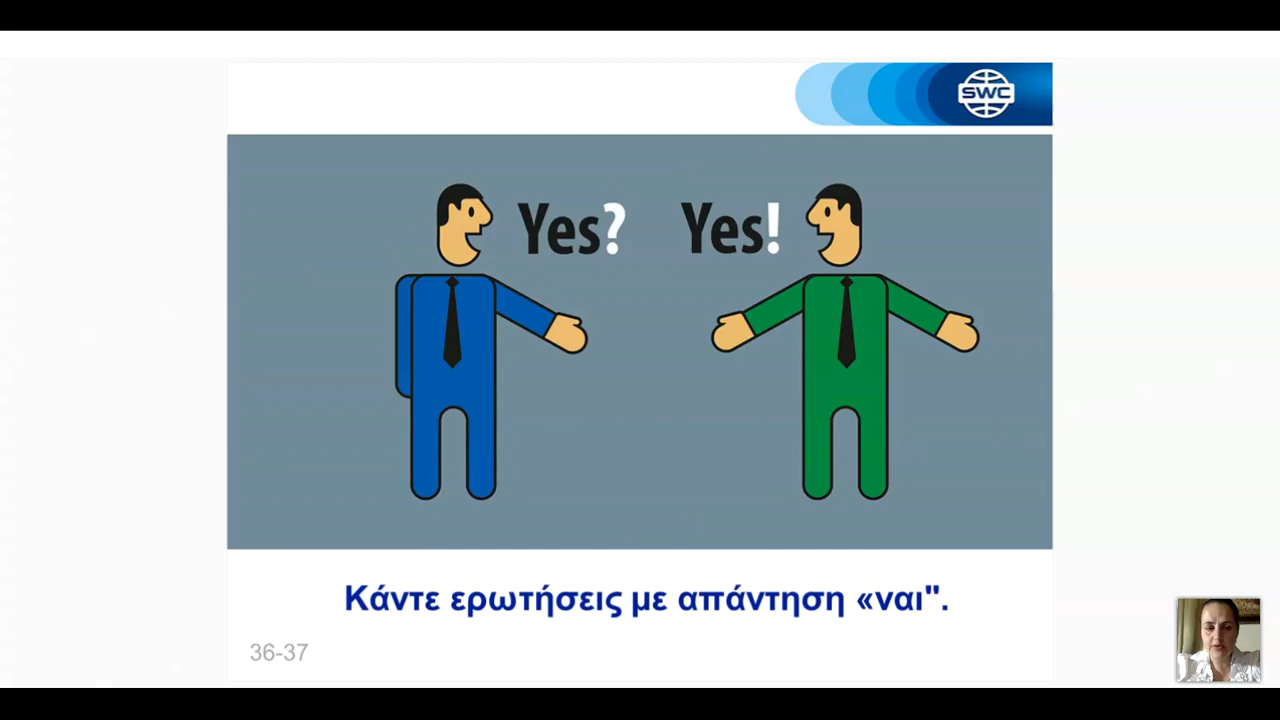 SWC
Yes? Yes!
Κάντε ερωτήσεις με απάντηση «ναι".
36-37